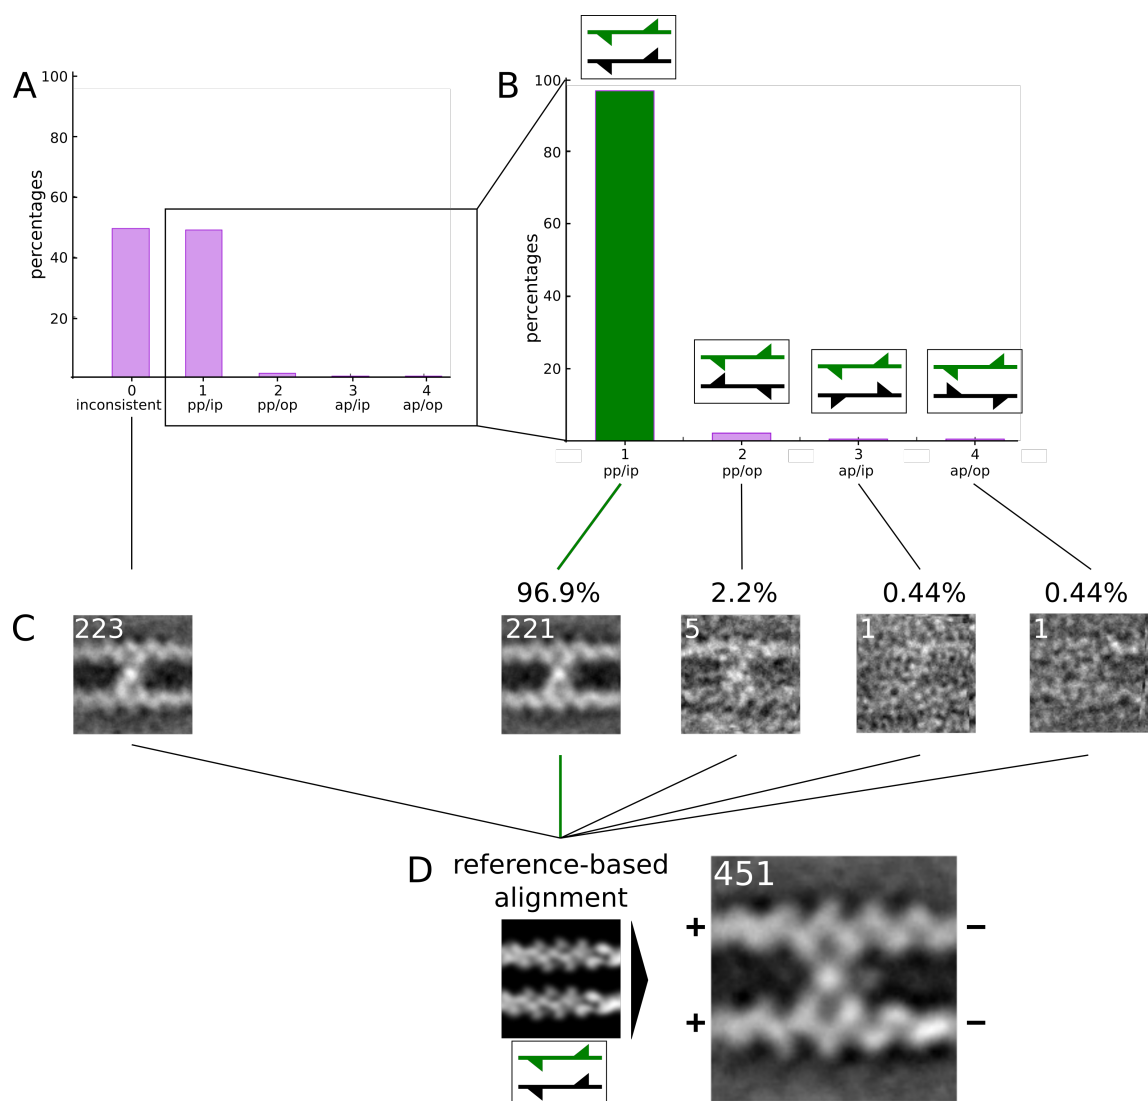 A
100
80
60
40
20
percentages
0
inconsistent
1
pp/ip
2
pp/op
3
ap/ip
4
ap/op
B
100
80
60
40
20
percentages
1
pp/ip
2
pp/op
3
ap/ip
4
ap/op
96.9%
2.2%
0.44%
0.44%
C
223
221
5
1
1
D
reference-based
alignment
451
+
−
+
−